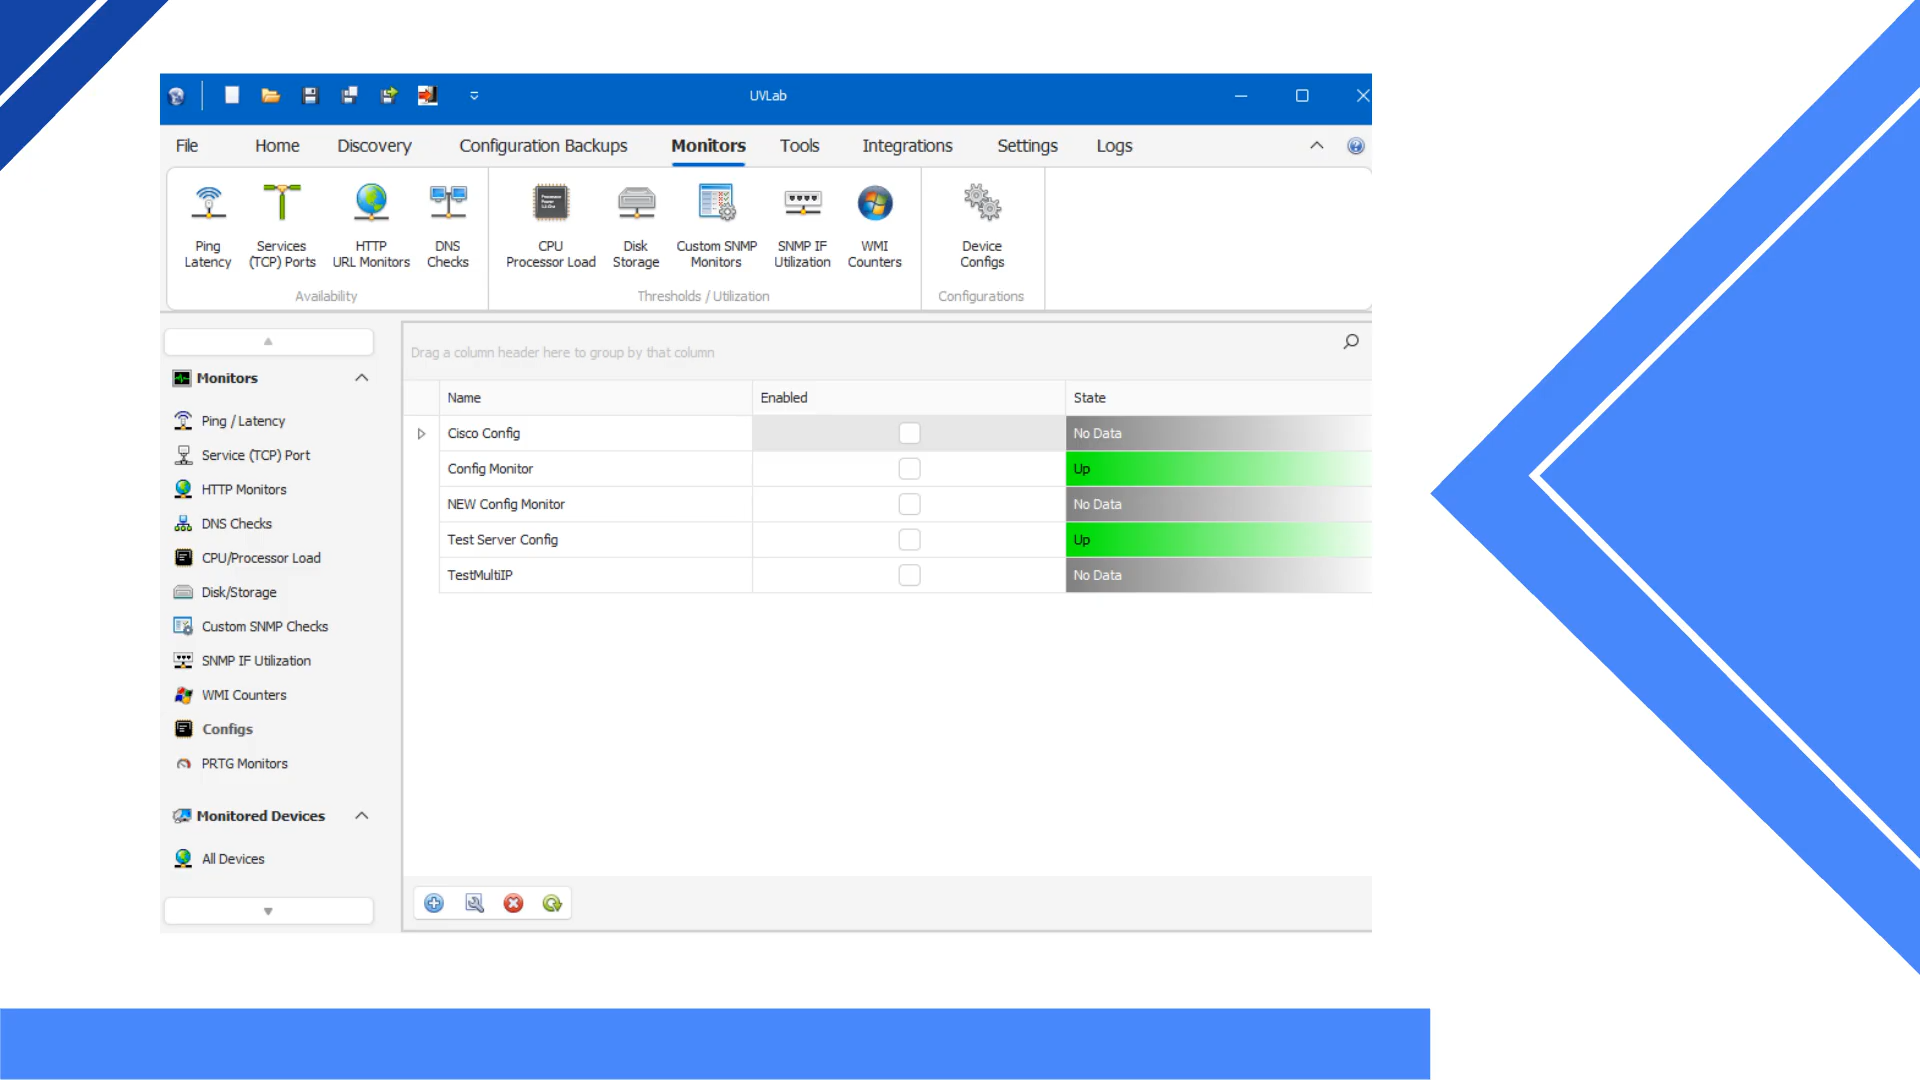 UVLab
File Home Discovery Configuration Backups Monitors Tools Integrations Settings Logs
Ping Latency
Services (TCP) Ports
HTTP URL Monitors
DNS Checks
Availability
CPU Processor Load
Disk Storage
Custom SNMP Monitors
SNMP IF Utilization
WMI Counters
Thresholds / Utilization
Device Configs
Configurations
Monitors
Ping / Latency
Service (TCP) Port
HTTP Monitors
DNS Checks
CPU/Processor Load
Disk/Storage
Custom SNMP Checks
SNMP IF Utilization
WMI Counters
Configs
PRTG Monitors
Monitored Devices
All Devices
Drag a column header here to group by that column
Name Enabled State
Cisco Config No Data
Config Monitor Up
NEW Config Monitor No Data
Test Server Config Up
TestMultiIP No Data